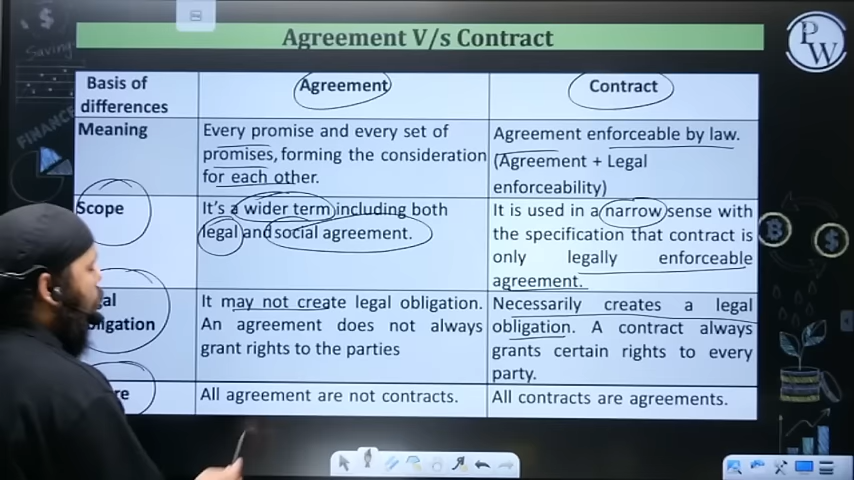 Agreement V/s Contract
P
W
Saving
FINANCE
Basis of
differences
Agreement
Contract
Meaning
Every promise and every set of
promises, forming the consideration
for each other.
Agreement enforceable by law.
(Agreement + Legal
enforceability)
Scope
It's a wider term including both
legal and social agreement.
It is used in a narrow sense with
the specification that contract is
only legally enforceable
agreement.
It may not create legal obligation.
An agreement does not always
grant rights to the parties
Necessarily creates a legal
obligation. A contract always
grants certain rights to every
party.
All agreement are not contracts.
All contracts are agreements.